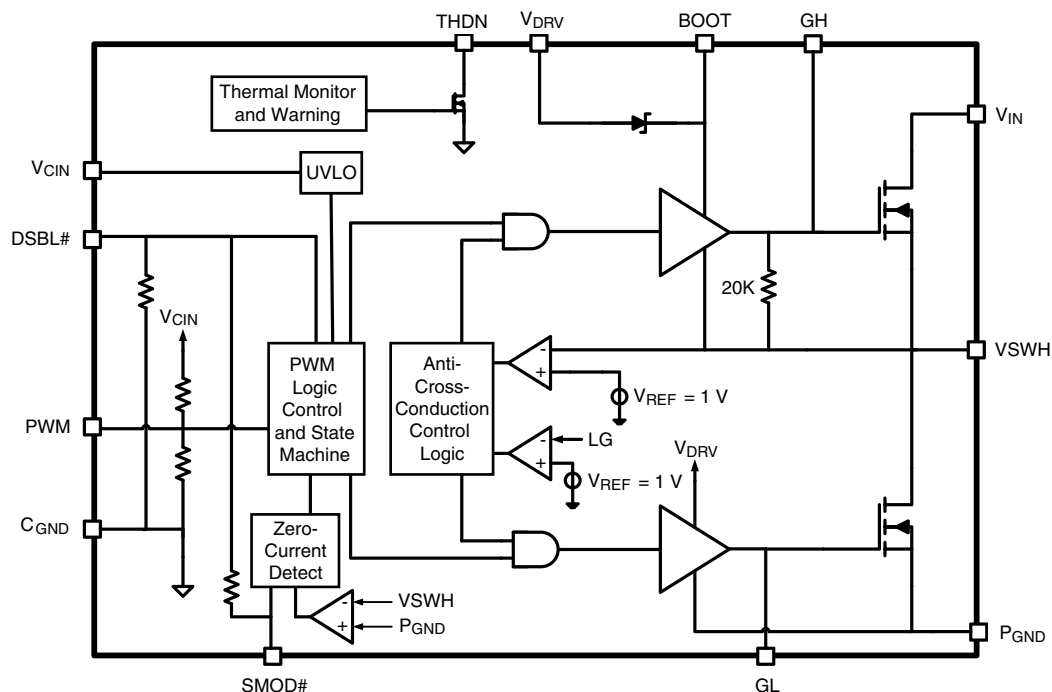 THDN
VDRV
BOOT
GH
Thermal Monitor
and Warning
VIN
VCIN
UVLO
DSBL#
20K
VCIN
PWM
Logic
Control
and State
Machine
Anti-
Cross-
Conduction
Control
Logic
-
+
VREF = 1 V
VSWH
PWM
-
+
LG
VREF = 1 V
VDRV
CGND
Zero-
Current
Detect
-
+
VSWH
PGND
PGND
SMOD#
GL